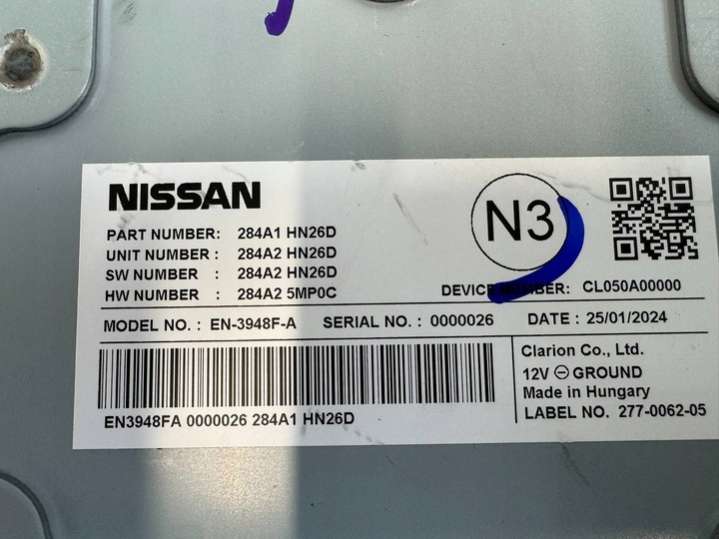 NISSAN
PART NUMBER: 284A1 HN26D
UNIT NUMBER : 284A2 HN26D
SW NUMBER : 284A2 HN26D
HW NUMBER : 284A2 5MP0C
N3
DEVICE NUMBER: CL050A00000
MODEL NO. : EN-3948F-A SERIAL NO. : 0000026 DATE : 25/01/2024
EN3948FA 0000026 284A1 HN26D
Clarion Co., Ltd.
12V ⊖ GROUND
Made in Hungary
LABEL NO. 277-0062-05